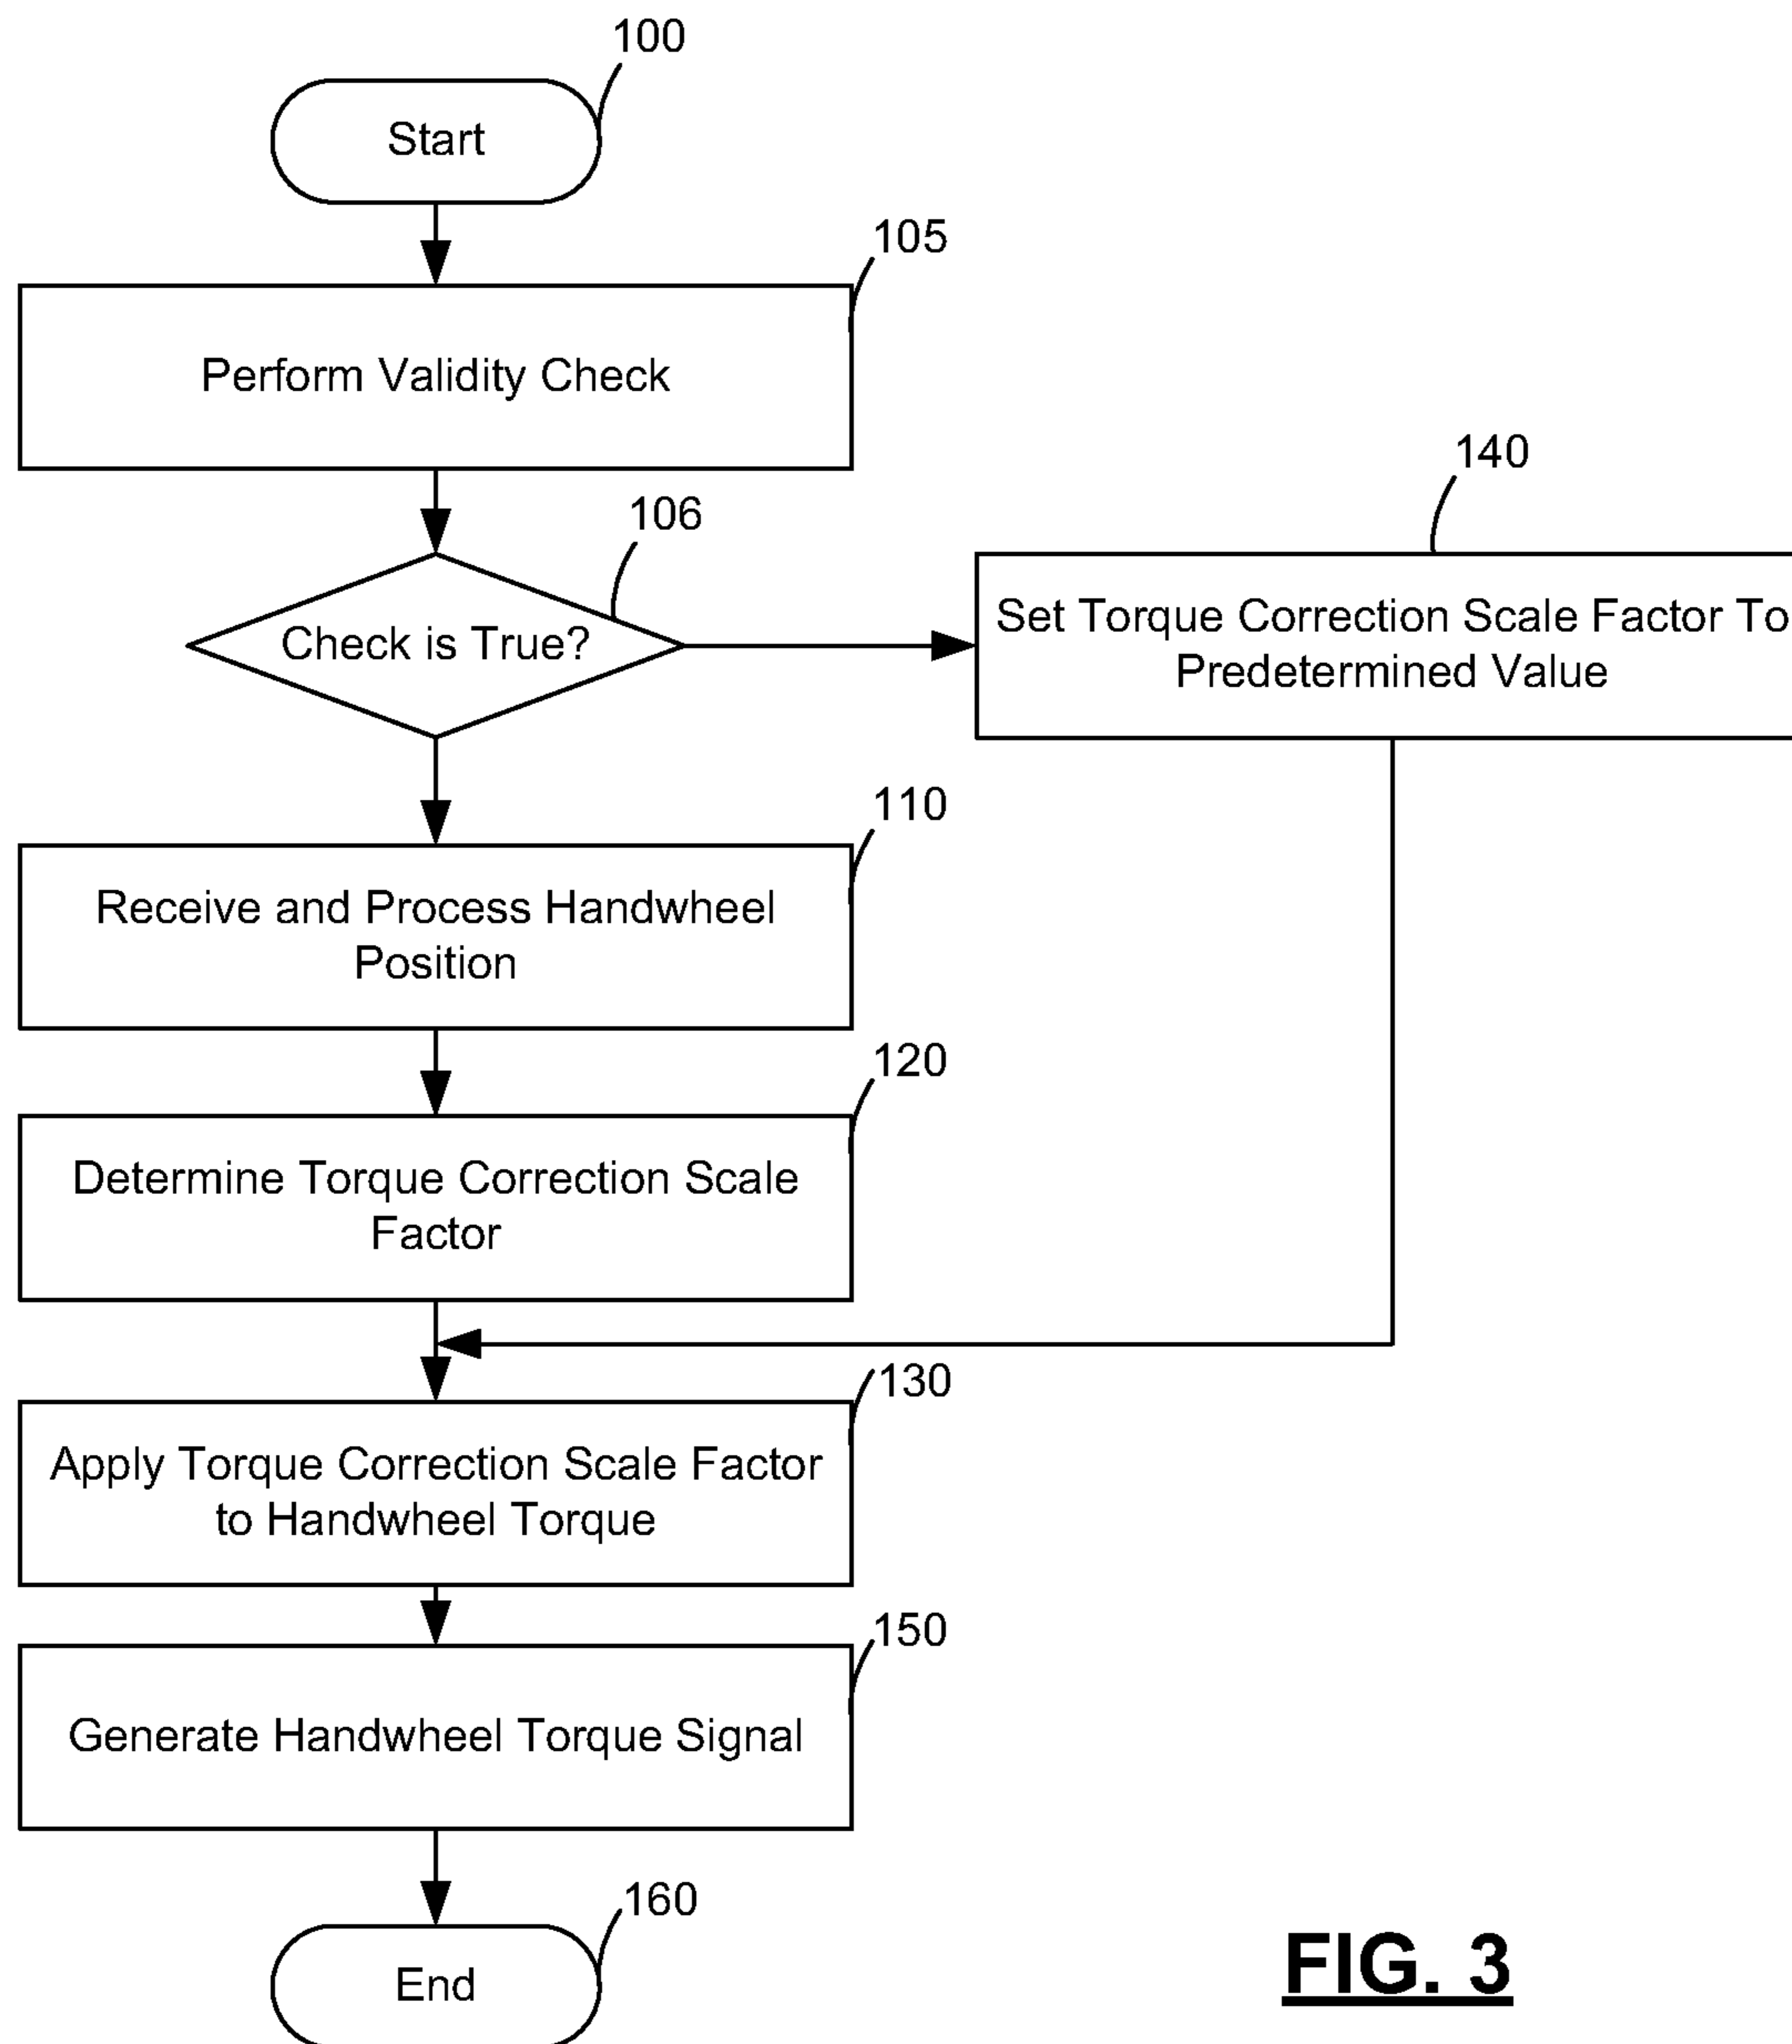 100
Start
105
Perform Validity Check
106
Check is True?
140
Set Torque Correction Scale Factor To
Predetermined Value
110
Receive and Process Handwheel
Position
120
Determine Torque Correction Scale
Factor
130
Apply Torque Correction Scale Factor
to Handwheel Torque
150
Generate Handwheel Torque Signal
160
End
FIG. 3